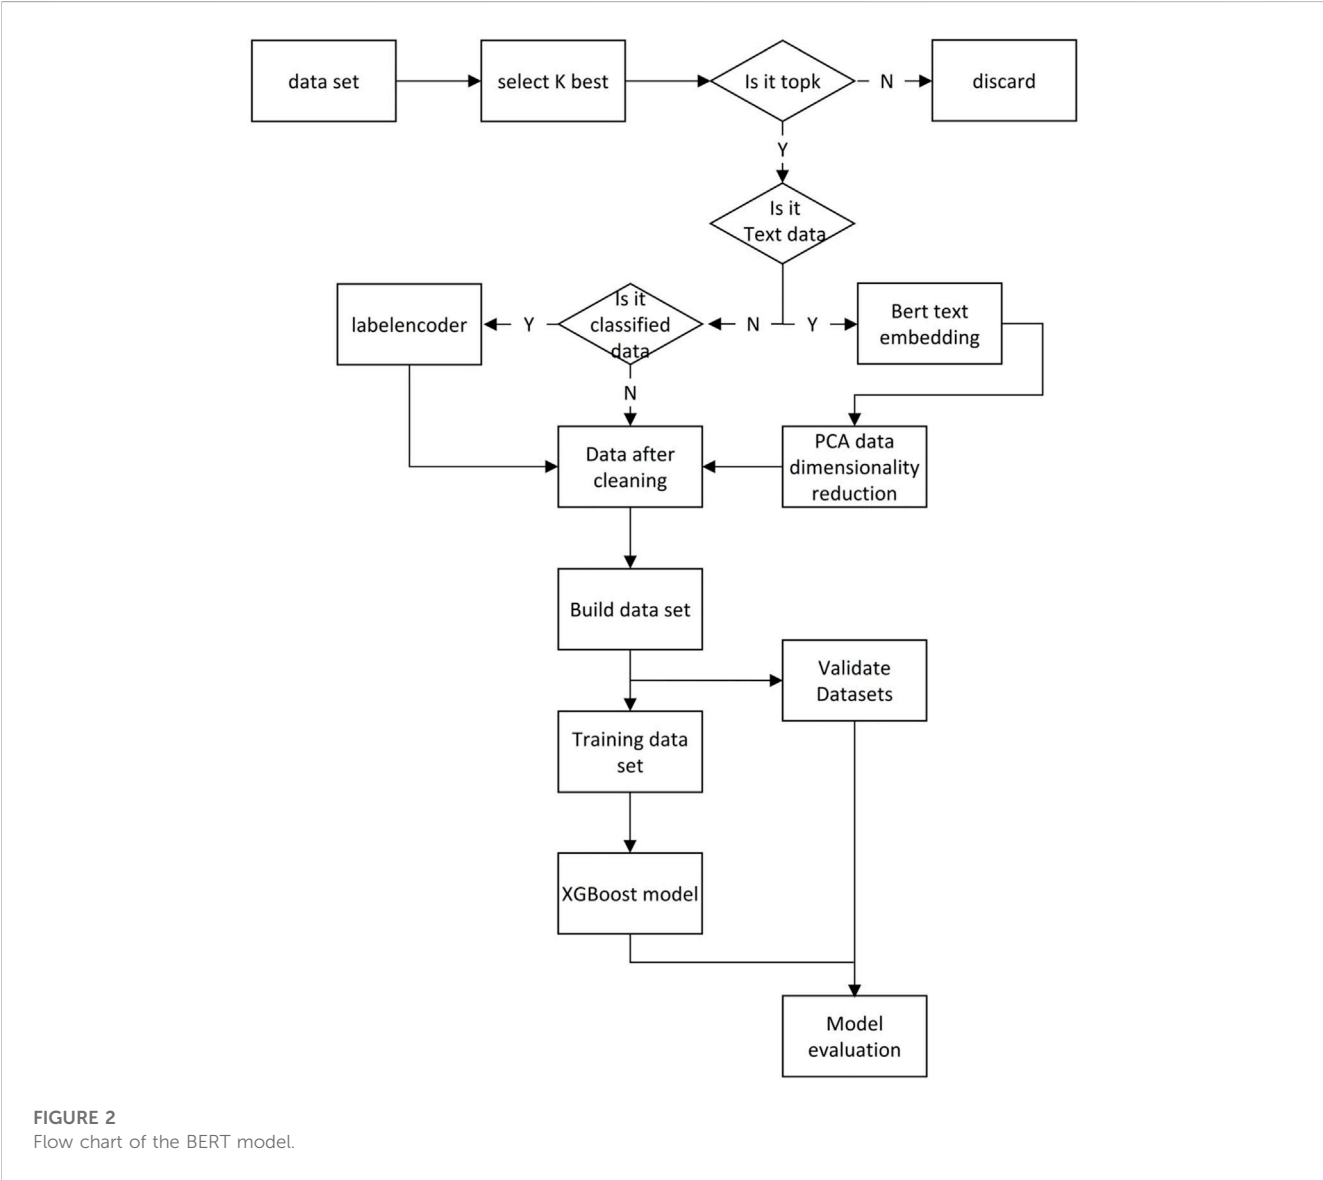 data set
select K best
Is it topk
N
discard
Y
Is it
Text data
labelencoder
Y
Is it
classified
data
N
Y
Bert text
embedding
N
Data after
cleaning
PCA data
dimensionality
reduction
Build data set
Validate
Datasets
Training data
set
XGBoost model
Model
evaluation
FIGURE 2
Flow chart of the BERT model.